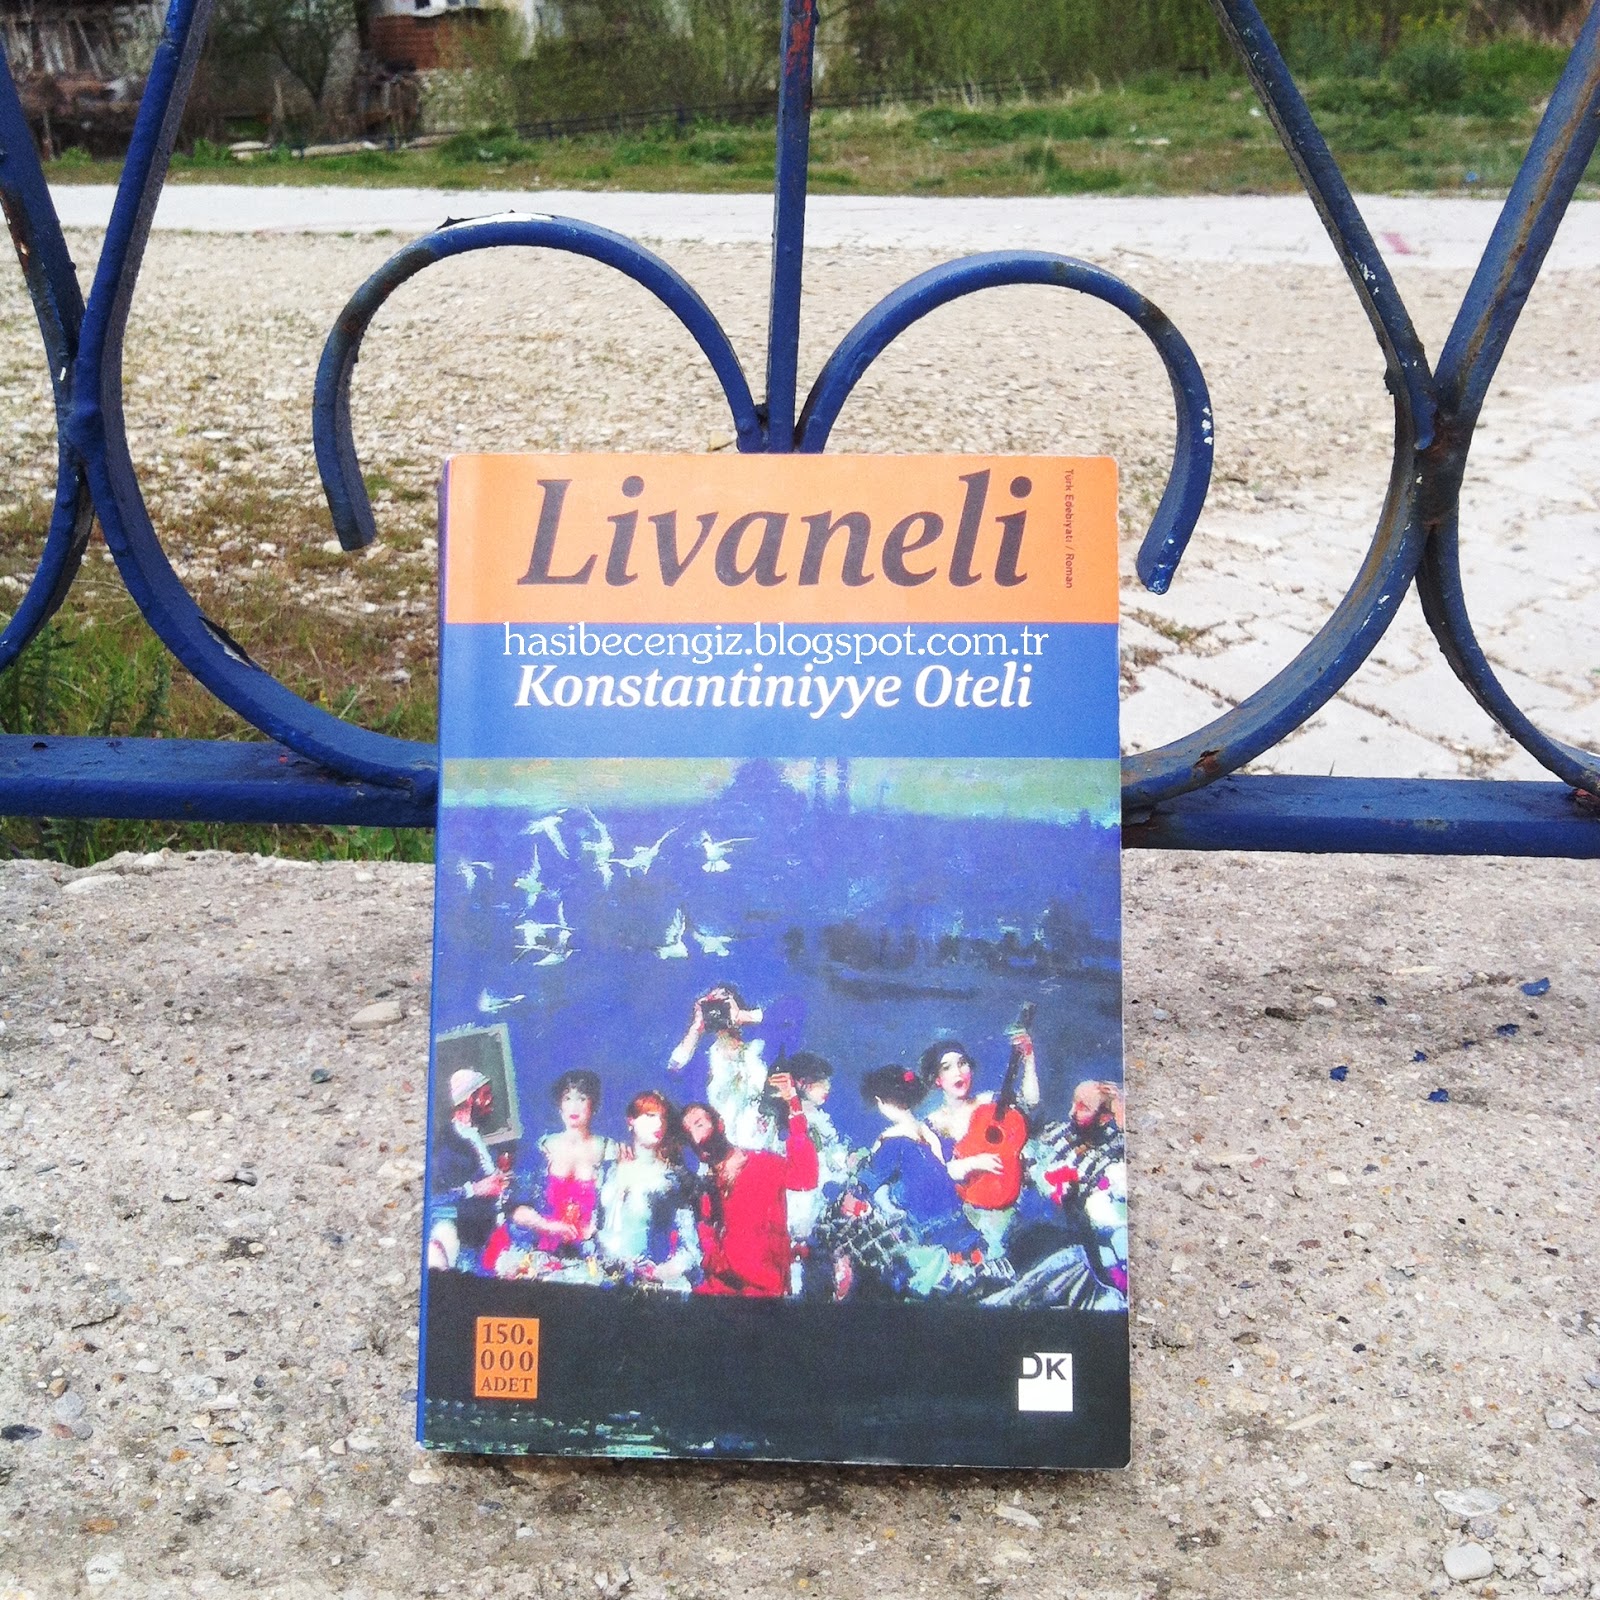 Livaneli
Türk Edebiyatı / Roman
hasibecengiz.blogspot.com.tr
Konstantiniyye Oteli
150.
000
ADET
DK